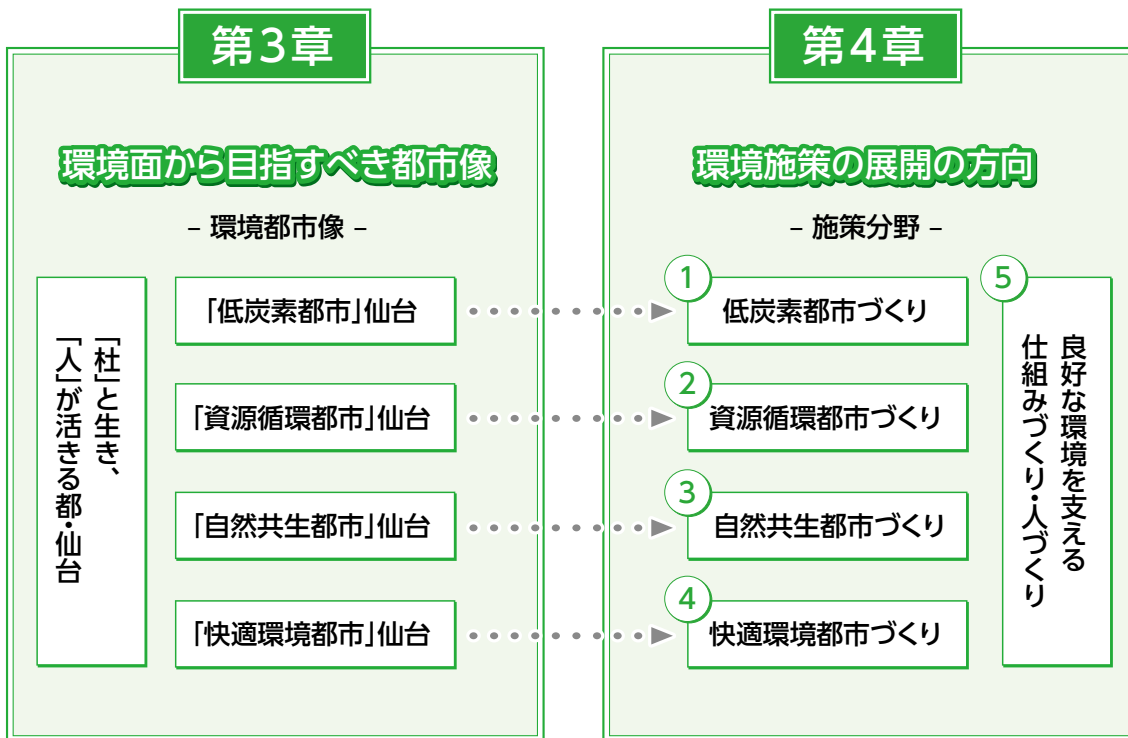 第3章
環境面から目指すべき都市像
– 環境都市像 –
「杜」と生き、
「人」が活きる都・仙台
「低炭素都市」仙台
「資源循環都市」仙台
「自然共生都市」仙台
「快適環境都市」仙台
第4章
環境施策の展開の方向
– 施策分野 –
1
低炭素都市づくり
2
資源循環都市づくり
3
自然共生都市づくり
4
快適環境都市づくり
5
良好な環境を支える
仕組みづくり・人づくり